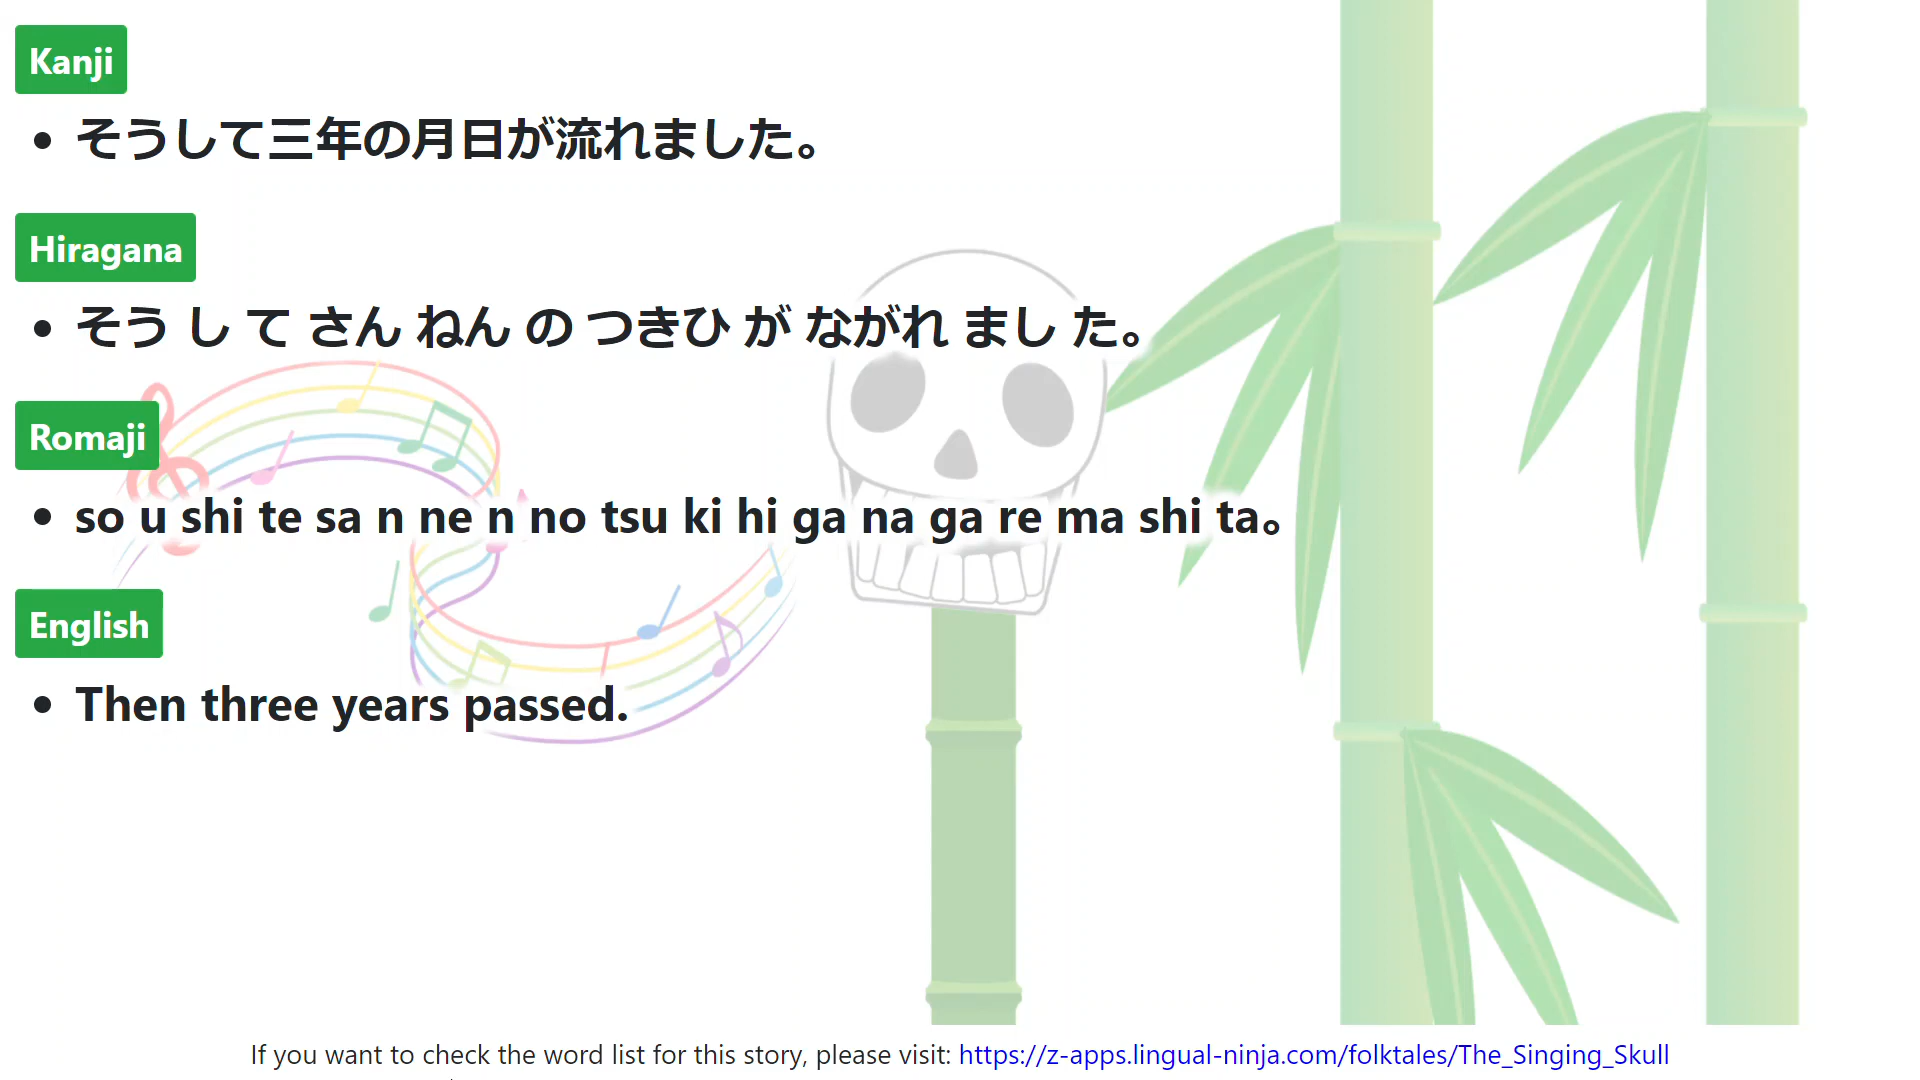 Kanji
• そうして三年の月日が流れました。
Hiragana
• そう し て さん ねん の つきひ が ながれ まし た。
Romaji
• so u shi te sa n ne n no tsu ki hi ga na ga re ma shi ta。
English
• Then three years passed.
If you want to check the word list for this story, please visit: https://z-apps.lingual-ninja.com/folktales/The_Singing_Skull